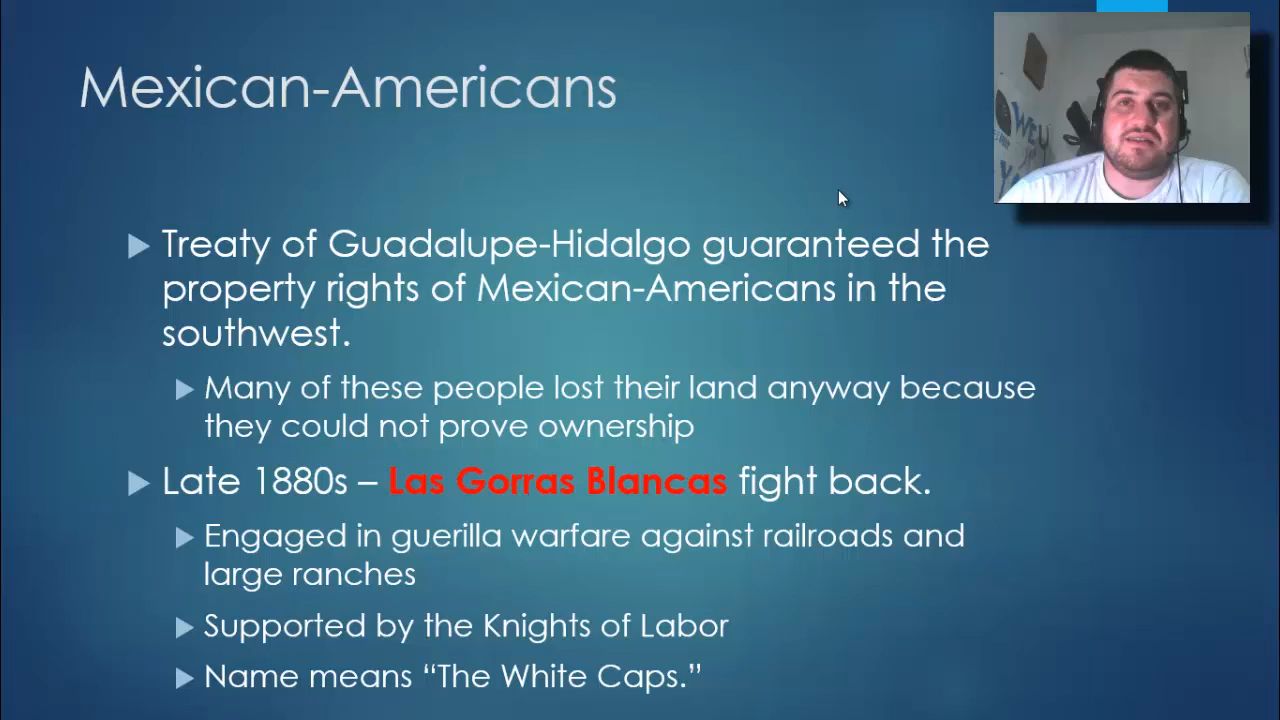 Mexican-Americans
Treaty of Guadalupe-Hidalgo guaranteed the
property rights of Mexican-Americans in the
southwest.
Many of these people lost their land anyway because
they could not prove ownership
Late 1880s – Las Gorras Blancas fight back.
Engaged in guerilla warfare against railroads and
large ranches
Supported by the Knights of Labor
Name means “The White Caps.”